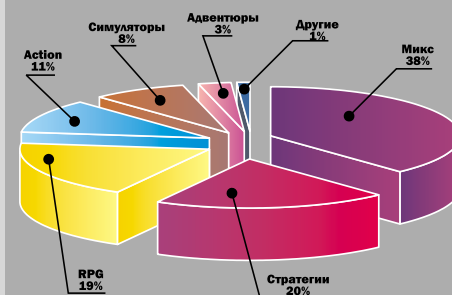 Адвентюры
3%
Другие
1%
Симуляторы
8%
Микс
38%
Action
11%
RPG
19%
Стратегии
20%